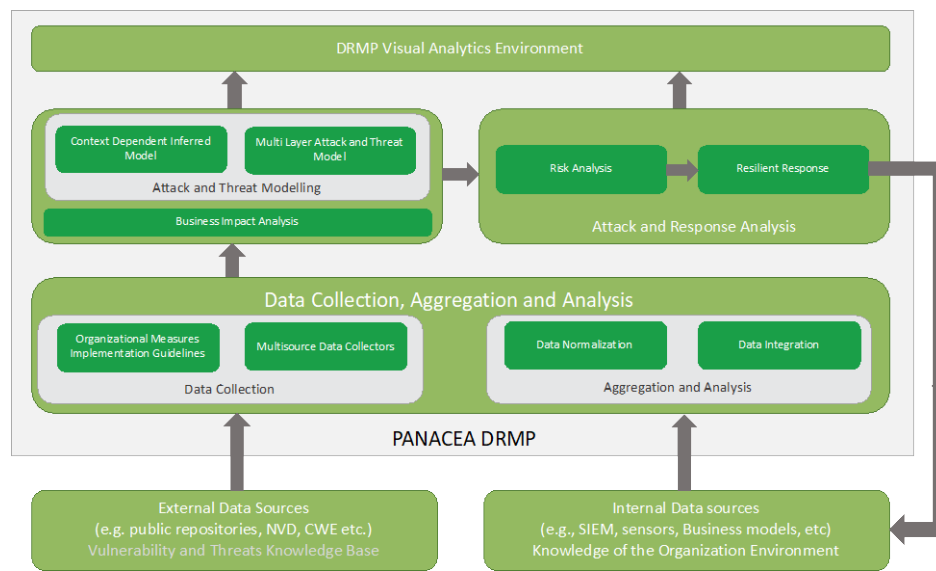 DRMP Visual Analytics Environment
Context Dependent Inferred
Model
Multi Layer Attack and Threat
Model
Attack and Threat Modelling
Business Impact Analysis
Risk Analysis
Resilient Response
Attack and Response Analysis
Data Collection, Aggregation and Analysis
Organizational Measures
Implementation Guidelines
Multisource Data Collectors
Data Collection
Data Normalization
Data Integration
Aggregation and Analysis
PANACEA DRMP
External Data Sources
(e.g. public repositories, NVD, CWE etc.)
Vulnerability and Threats Knowledge Base
Internal Data sources
(e.g., SIEM, sensors, Business models, etc)
Knowledge of the Organization Environment